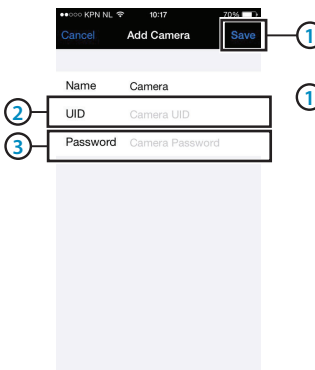 KPN NL 10:17 70%
Cancel Add Camera Save 1
1
Name Camera
2 UID Camera UID
3 Password Camera Password